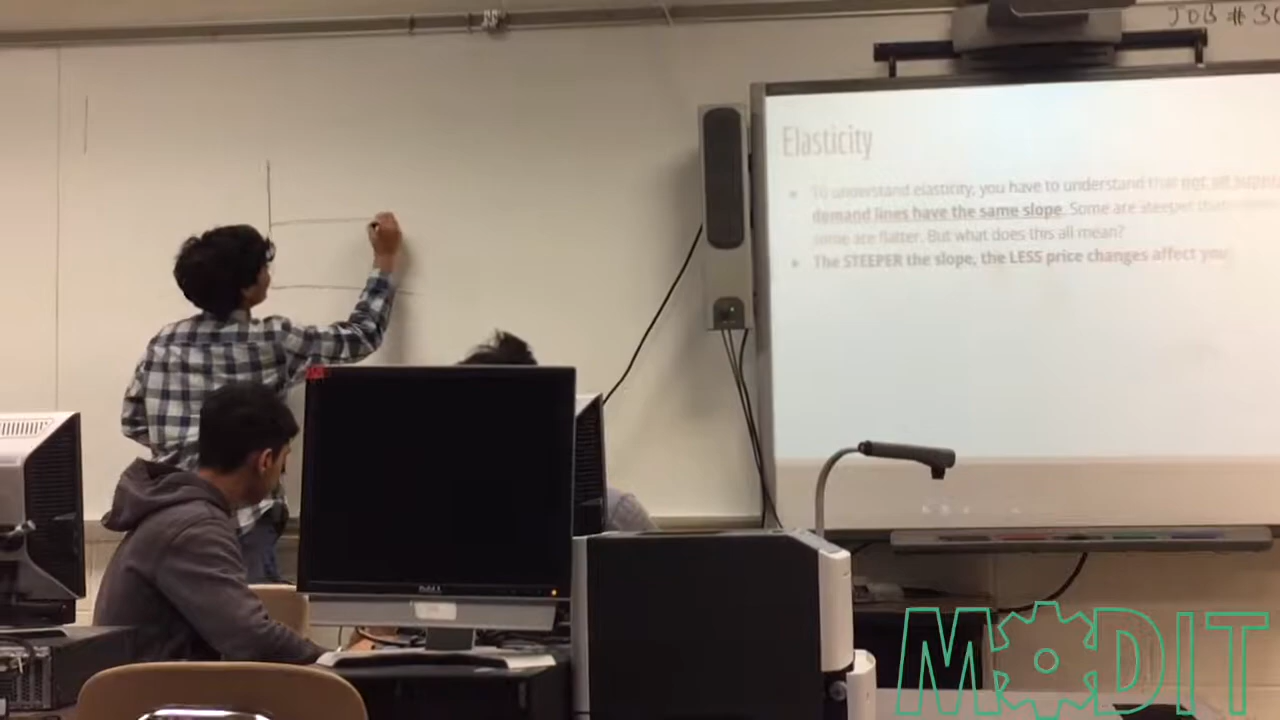 JOB # 30
Elasticity
• To understand elasticity, you have to understand that not all supply
demand lines have the same slope. Some are steeper than
some are flatter. But what does this all mean?
• The STEEPER the slope, the LESS price changes affect you
DELL
MODIT